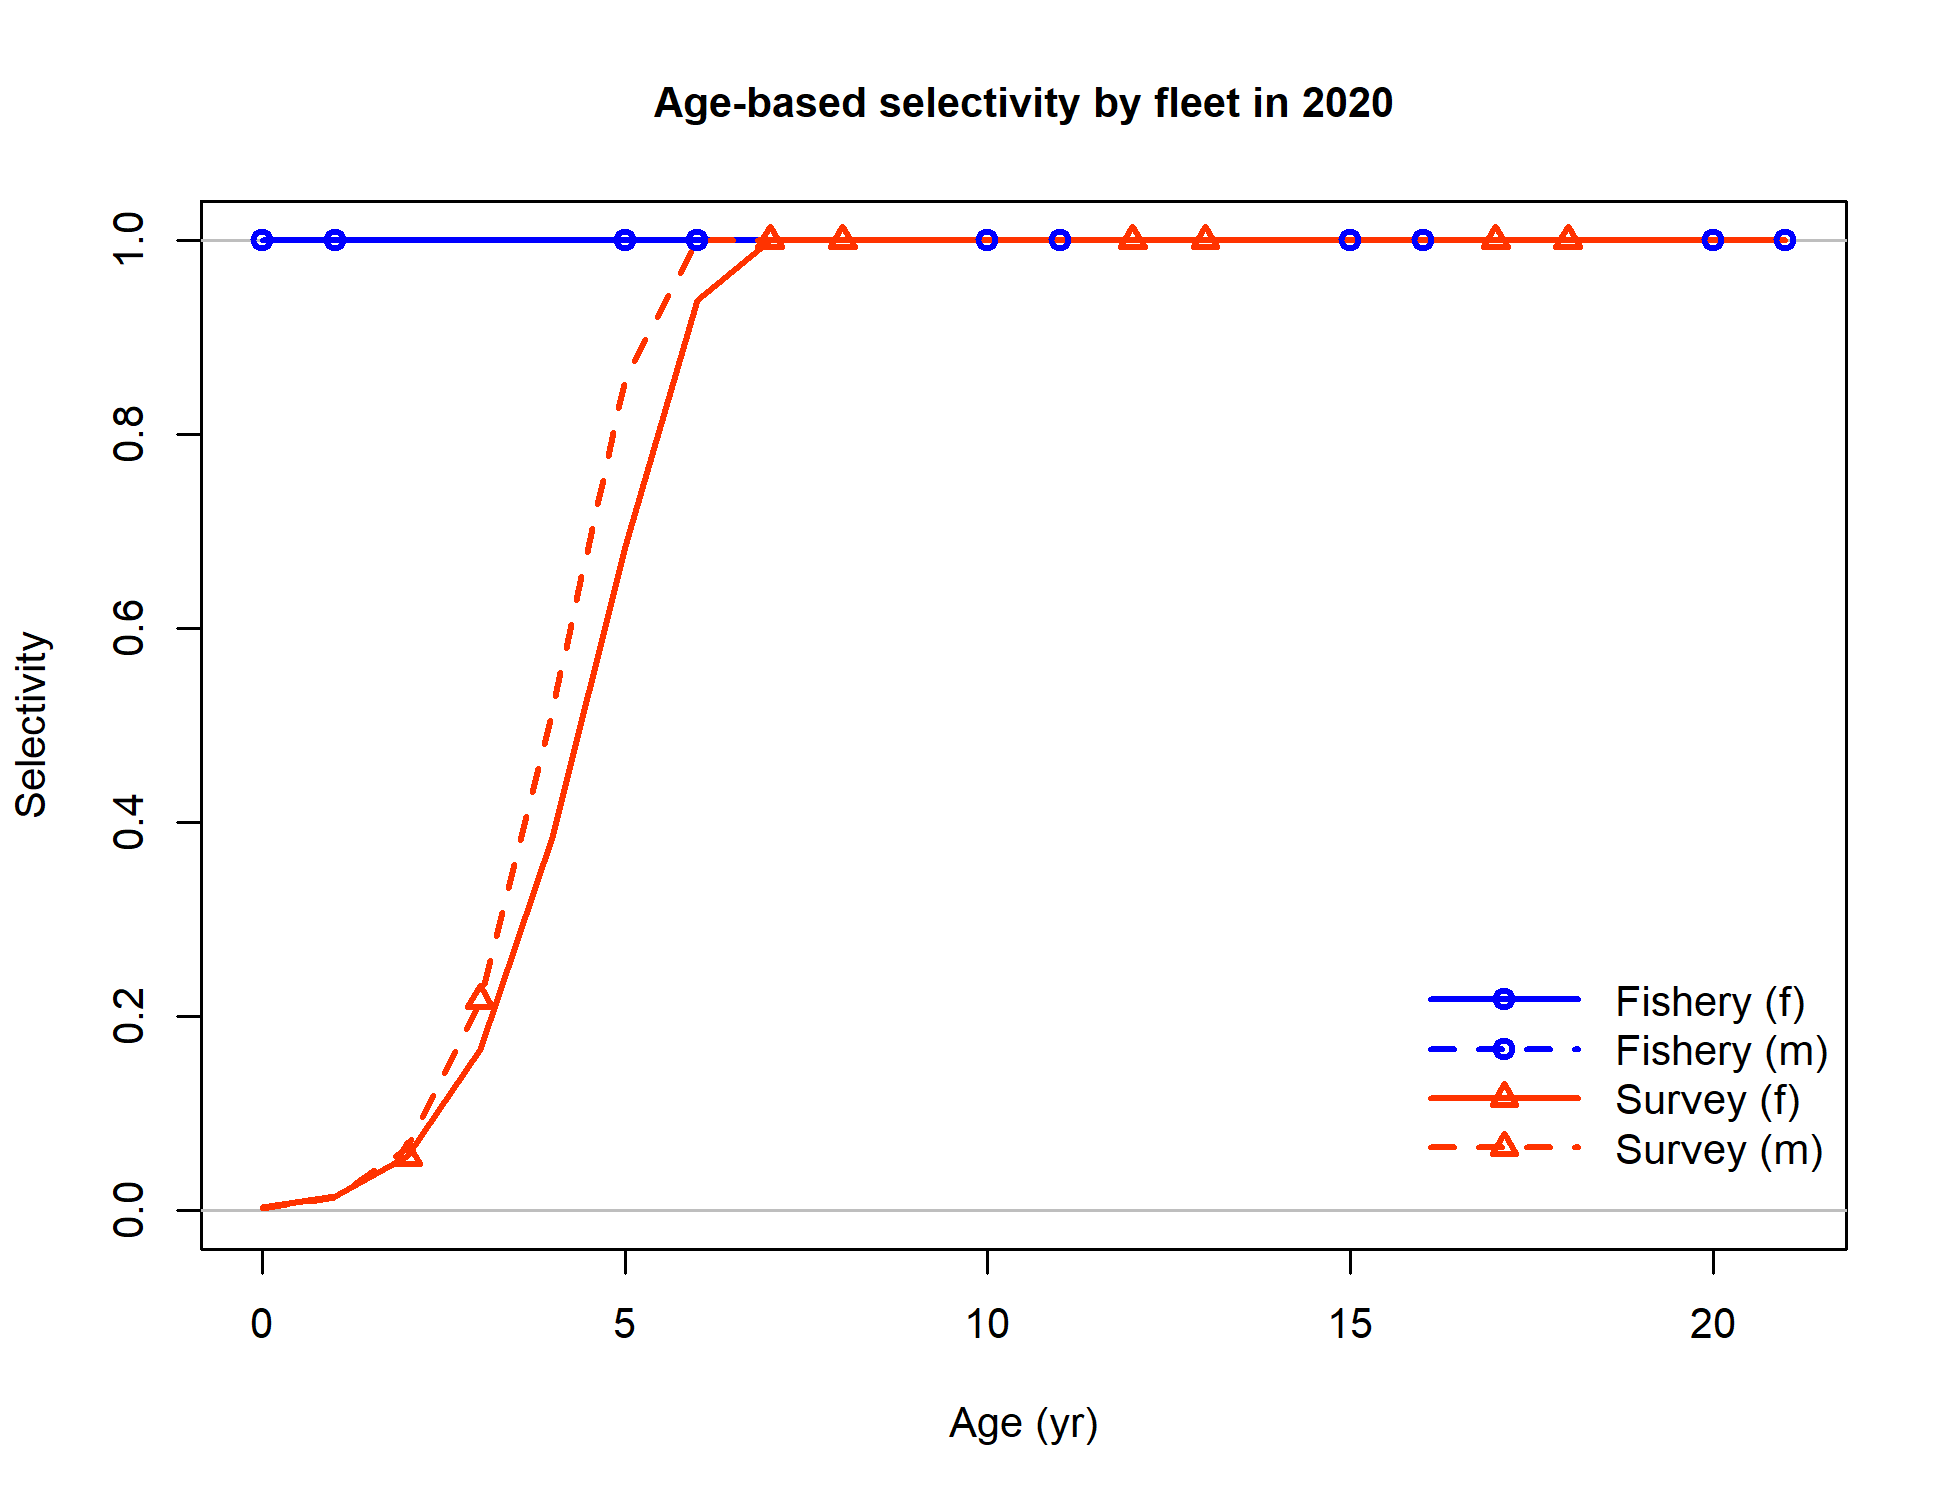 Age-based selectivity by fleet in 2020
1.0
0.8
0.6
0.4
0.2
0.0
Selectivity
Fishery (f)
Fishery (m)
Survey (f)
Survey (m)
0 5 10 15 20
Age (yr)